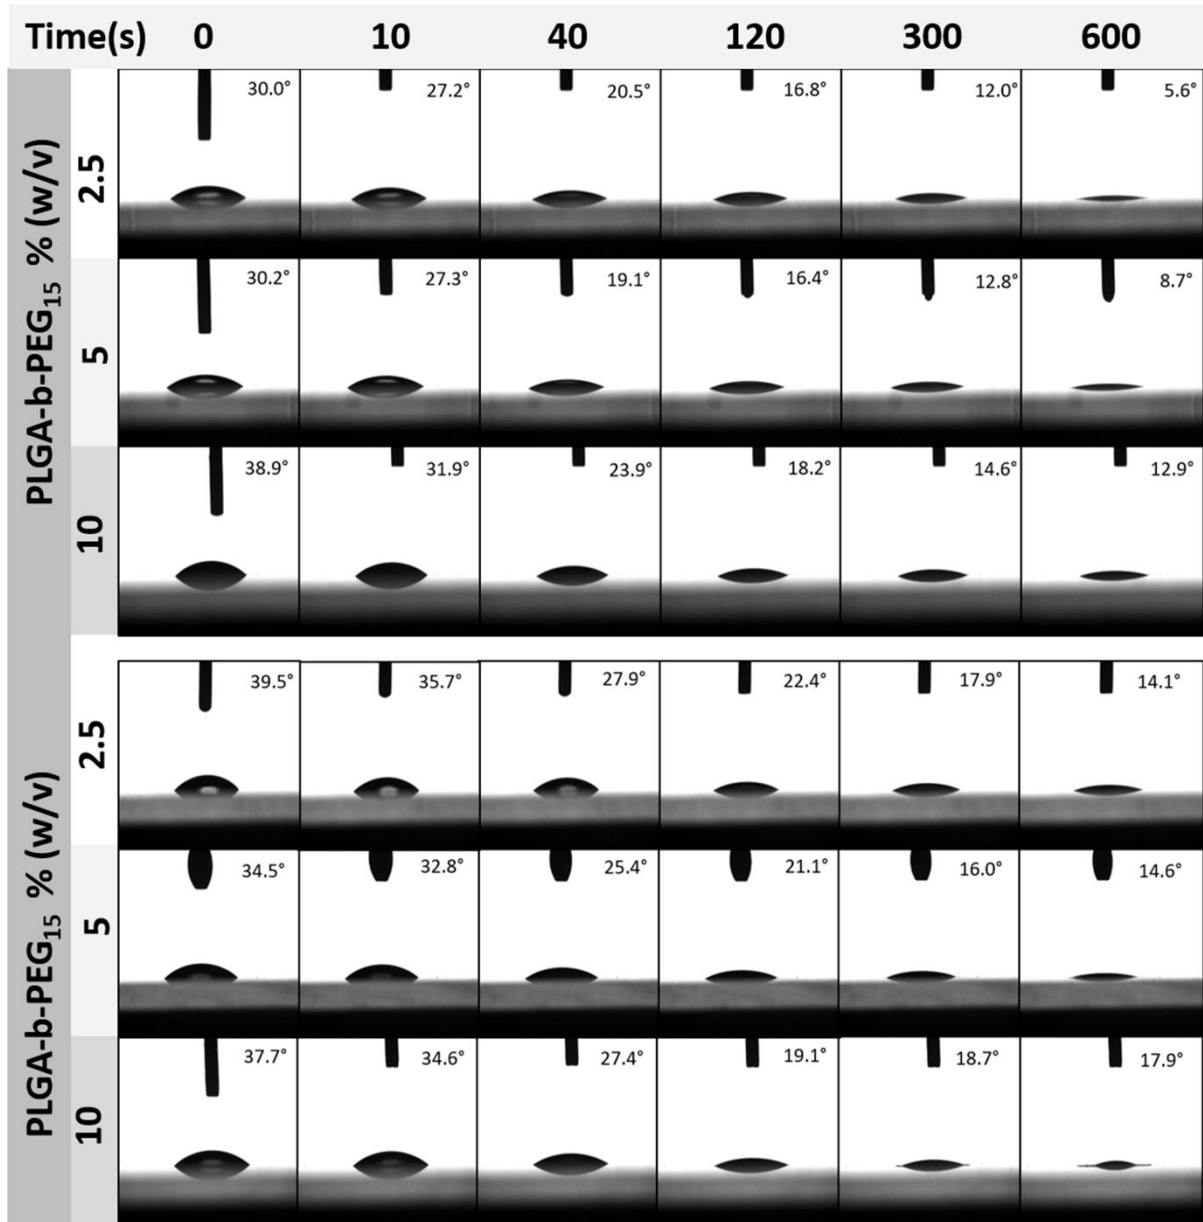 Time(s) 0 10 40 120 300 600
PLGA-b-PEG15 % (w/v)
2.5 30.0° 27.2° 20.5° 16.8° 12.0° 5.6°
5 30.2° 27.3° 19.1° 16.4° 12.8° 8.7°
10 38.9° 31.9° 23.9° 18.2° 14.6° 12.9°
PLGA-b-PEG15 % (w/v)
2.5 39.5° 35.7° 27.9° 22.4° 17.9° 14.1°
5 34.5° 32.8° 25.4° 21.1° 16.0° 14.6°
10 37.7° 34.6° 27.4° 19.1° 18.7° 17.9°